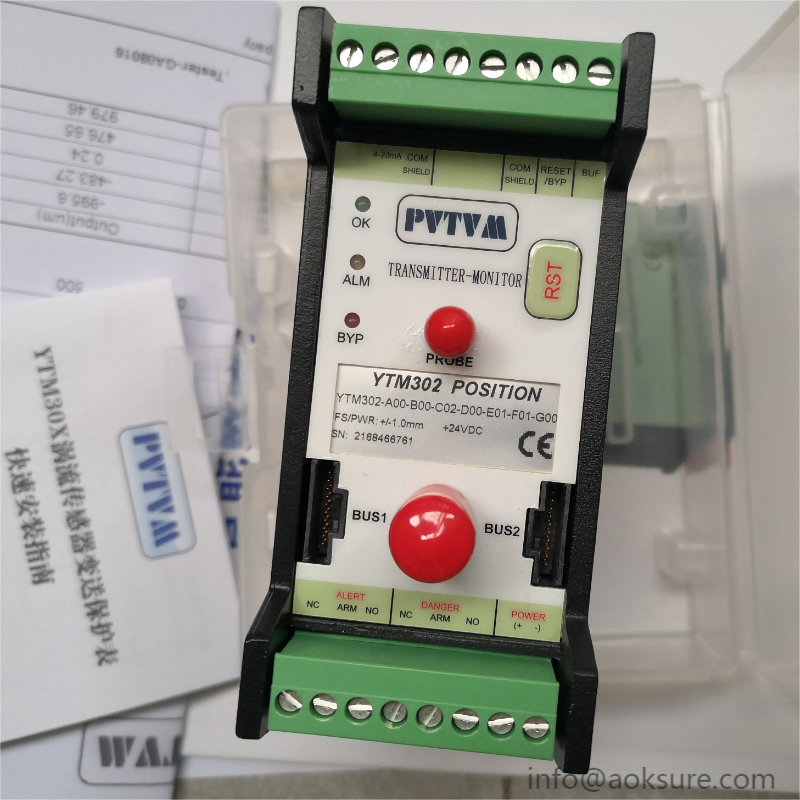 pany
.Tester-GA08016
979.46
476.65
0.24
-483.27
-995.6
Output(um)
500
YTM30X涡流传感器变送保护表
快速安装指南
PVTVM
4-20mA COM
SHIELD
COM
SHIELD
RESET
/BYP
BUF
OK
PVTVM
ALM
TRANSMITTER-MONITOR
RST
BYP
PROBE
YTM302 POSITION
YTM302-A00-B00-C02-D00-E01-F01-G00
FS/PWR: +/-1.0mm +24VDC
SN: 2168466761
CE
BUS1
BUS2
ALERT
NC ARM NO
DANGER
NC ARM NO
POWER
(+ -)
info@aoksure.com